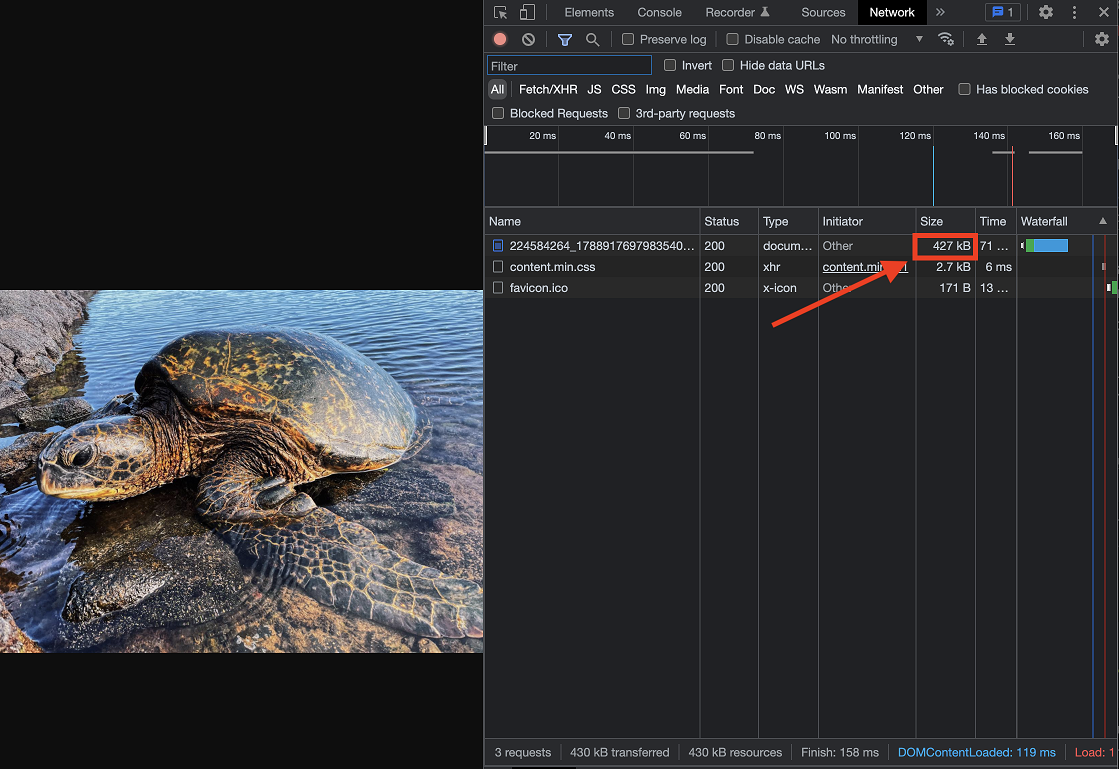 Elements Console Recorder Sources Network » 1
Preserve log Disable cache No throttling
Filter Invert Hide data URLs
All Fetch/XHR JS CSS Img Media Font Doc WS Wasm Manifest Other Has blocked cookies
Blocked Requests 3rd-party requests
20 ms 40 ms 60 ms 80 ms 100 ms 120 ms 140 ms 160 ms
Name Status Type Initiator Size Time Waterfall
224584264_1788917697983540... 200 docum... Other 427 kB 71 ...
content.min.css 200 xhr 2.7 kB 6 ms
favicon.ico 200 x-icon Other 171 B 13 ...
3 requests 430 kB transferred 430 kB resources Finish: 158 ms DOMContentLoaded: 119 ms Load: 1